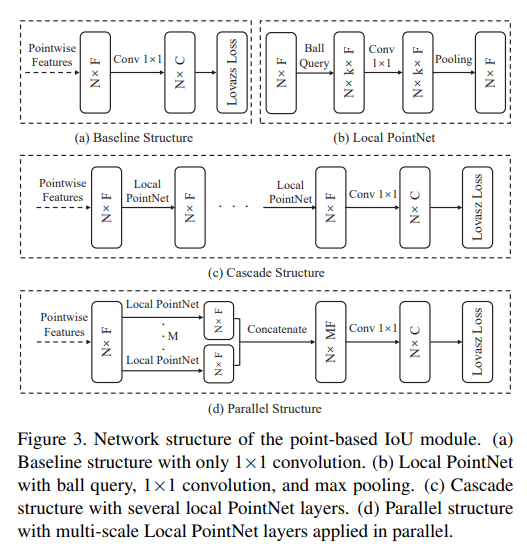 Pointwise
Features
N× F
Conv 1×1
N× C
Lovazs Loss
(a) Baseline Structure
N× F
Ball
Query
N× k× F
Conv
1×1
N× k× F
Pooling
N× F
(b) Local PointNet
Pointwise
Features
N× F
Local
PointNet
N× F
. . .
Local
PointNet
N× F
Conv 1×1
N× C
Lovasz Loss
(c) Cascade Structure
Pointwise
Features
N× F
Local PointNet
N× F
. M .
Local PointNet
N× F
Concatenate
N× MF
Conv 1×1
N× C
Lovasz Loss
(d) Parallel Structure
Figure 3. Network structure of the point-based IoU module. (a)
Baseline structure with only 1×1 convolution. (b) Local PointNet
with ball query, 1×1 convolution, and max pooling. (c) Cascade
structure with several local PointNet layers. (d) Parallel structure
with multi-scale Local PointNet layers applied in parallel.